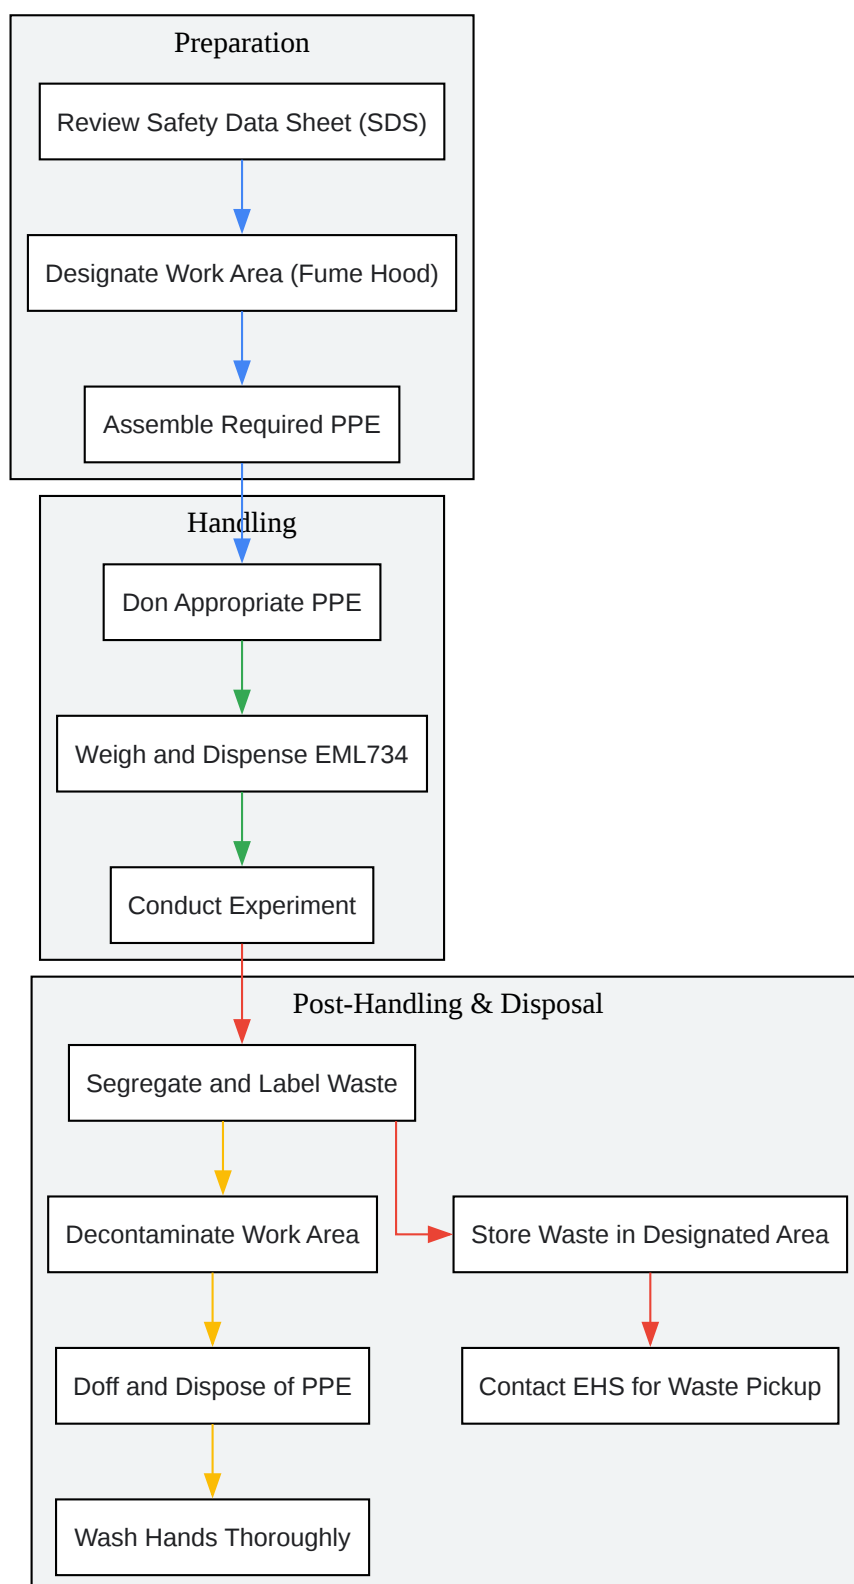 Preparation
Review Safety Data Sheet (SDS)
Designate Work Area (Fume Hood)
Assemble Required PPE
Handling
Don Appropriate PPE
Weigh and Dispense EML734
Conduct Experiment
Post-Handling & Disposal
Segregate and Label Waste
Decontaminate Work Area
Store Waste in Designated Area
Doff and Dispose of PPE
Contact EHS for Waste Pickup
Wash Hands Thoroughly